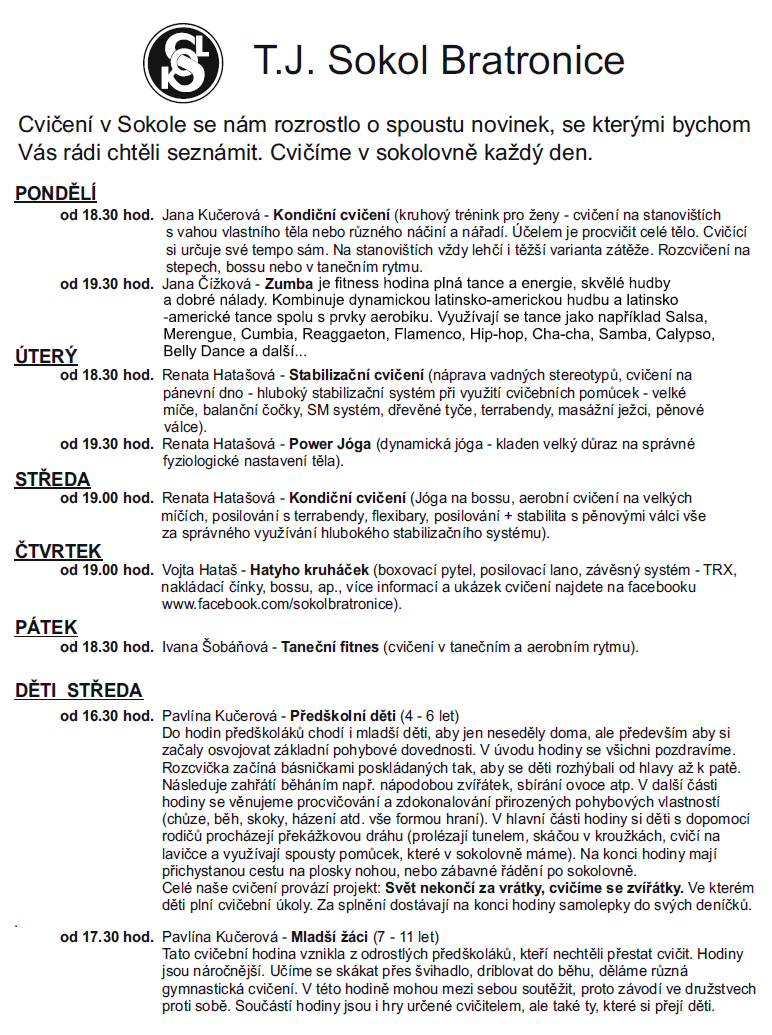 T.J. Sokol Bratronice
Cvičení v Sokole se nám rozrostlo o spoustu novinek, se kterými bychom
Vás rádi chtěli seznámit. Cvičíme v sokolovně každý den.
PONDĚLÍ
od 18.30 hod. Jana Kučerová - Kondiční cvičení (kruhový trénink pro ženy - cvičení na stanovištích
s vahou vlastního těla nebo různého náčiní a nářadí. Účelem je procvičit celé tělo. Cvičící
si určuje své tempo sám. Na stanovištích vždy lehčí i těžší varianta zátěže. Rozcvičení na
stepech, bossu nebo v tanečním rytmu.
od 19.30 hod. Jana Čížková - Zumba je fitness hodina plná tance a energie, skvělé hudby
a dobré nálady. Kombinuje dynamickou latinsko-americkou hudbu a latinsko
-americké tance spolu s prvky aerobiku. Využívají se tance jako například Salsa,
Merengue, Cumbia, Reaggaeton, Flamenco, Hip-hop, Cha-cha, Samba, Calypso,
Belly Dance a další...
ÚTERÝ
od 18.30 hod. Renata Hatašová - Stabilizační cvičení (náprava vadných stereotypů, cvičení na
pánevní dno - hluboký stabilizační systém při využití cvičebních pomůcek - velké
míče, balanční čočky, SM systém, dřevěné tyče, terrabendy, masážní ježci, pěnové
válce).
od 19.30 hod. Renata Hatašová - Power Jóga (dynamická jóga - kladen velký důraz na správné
fyziologické nastavení těla).
STŘEDA
od 19.00 hod. Renata Hatašová - Kondiční cvičení (Jóga na bossu, aerobní cvičení na velkých
míčích, posilování s terrabendy, flexibary, posilování + stabilita s pěnovými válci vše
za správného využívání hlubokého stabilizačního systému).
ČTVRTEK
od 19.00 hod. Vojta Hataš - Hatyho kruháček (boxovací pytel, posilovací lano, závěsný systém - TRX,
nakládací čínky, bossu, ap., více informací a ukázek cvičení najdete na facebooku
www.facebook.com/sokolbratronice).
PÁTEK
od 18.30 hod. Ivana Šobáňová - Taneční fitnes (cvičení v tanečním a aerobním rytmu).
DĚTI STŘEDA
od 16.30 hod. Pavlína Kučerová - Předškolní děti (4 - 6 let)
Do hodin předškoláků chodí i mladší děti, aby jen neseděly doma, ale především aby si
začaly osvojovat základní pohybové dovednosti. V úvodu hodiny se všichni pozdravíme.
Rozcvička začíná básničkami poskládaných tak, aby se děti rozhýbali od hlavy až k patě.
Následuje zahřátí běháním např. nápodobou zvířátek, sbírání ovoce atp. V další části
hodiny se věnujeme procvičování a zdokonalování přirozených pohybových vlastností
(chůze, běh, skoky, házení atd. vše formou hraní). V hlavní části hodiny si děti s dopomocí
rodičů procházejí překážkovou dráhu (prolézají tunelem, skáčou v kroužkách, cvičí na
lavičce a využívají spousty pomůcek, které v sokolovně máme). Na konci hodiny mají
přichystanou cestu na plosky nohou, nebo zábavné řádění po sokolovně.
Celé naše cvičení provází projekt: Svět nekončí za vrátky, cvičíme se zvířátky. Ve kterém
děti plní cvičební úkoly. Za splnění dostávají na konci hodiny samolepky do svých deníčků.
.
od 17.30 hod. Pavlína Kučerová - Mladší žáci (7 - 11 let)
Tato cvičební hodina vznikla z odrostlých předškoláků, kteří nechtěli přestat cvičit. Hodiny
jsou náročnější. Učíme se skákat přes švihadlo, driblovat do běhu, děláme různá
gymnastická cvičení. V této hodině mohou mezi sebou soutěžit, proto závodí ve družstvech
proti sobě. Součástí hodiny jsou i hry určené cvičitelem, ale také ty, které si přejí děti.